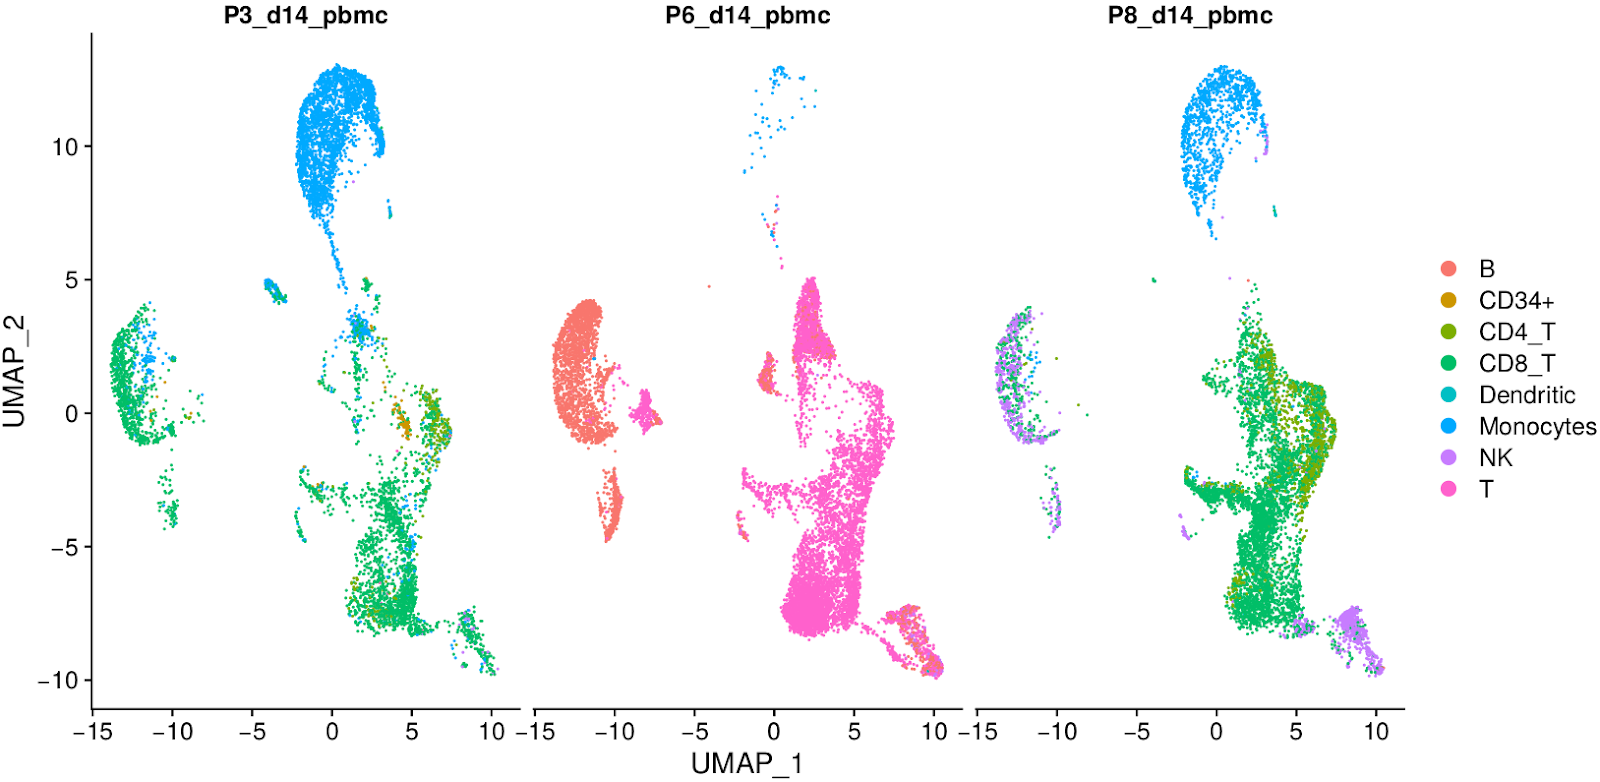 P3_d14_pbmc P6_d14_pbmc P8_d14_pbmc
UMAP_2
10
5
0
−5
−10
−15 −10 −5 0 5 10 −15 −10 −5 0 5 10 −15 −10 −5 0 5 10
UMAP_1
B
CD34+
CD4_T
CD8_T
Dendritic
Monocytes
NK
T